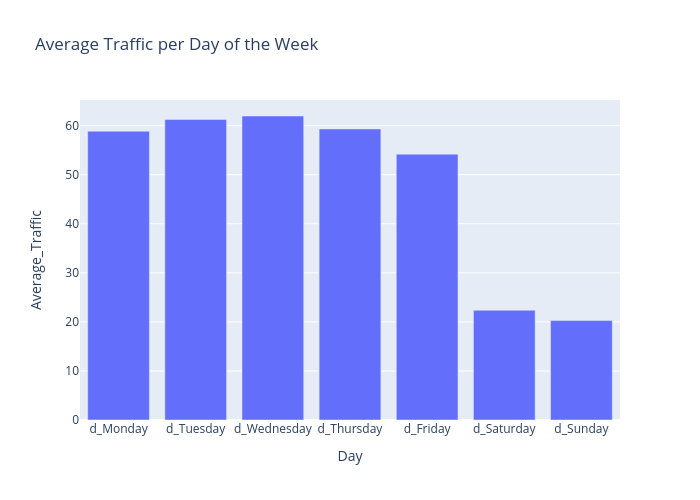 Average Traffic per Day of the Week
Average_Traffic
60
50
40
30
20
10
0
d_Monday d_Tuesday d_Wednesday d_Thursday d_Friday d_Saturday d_Sunday
Day